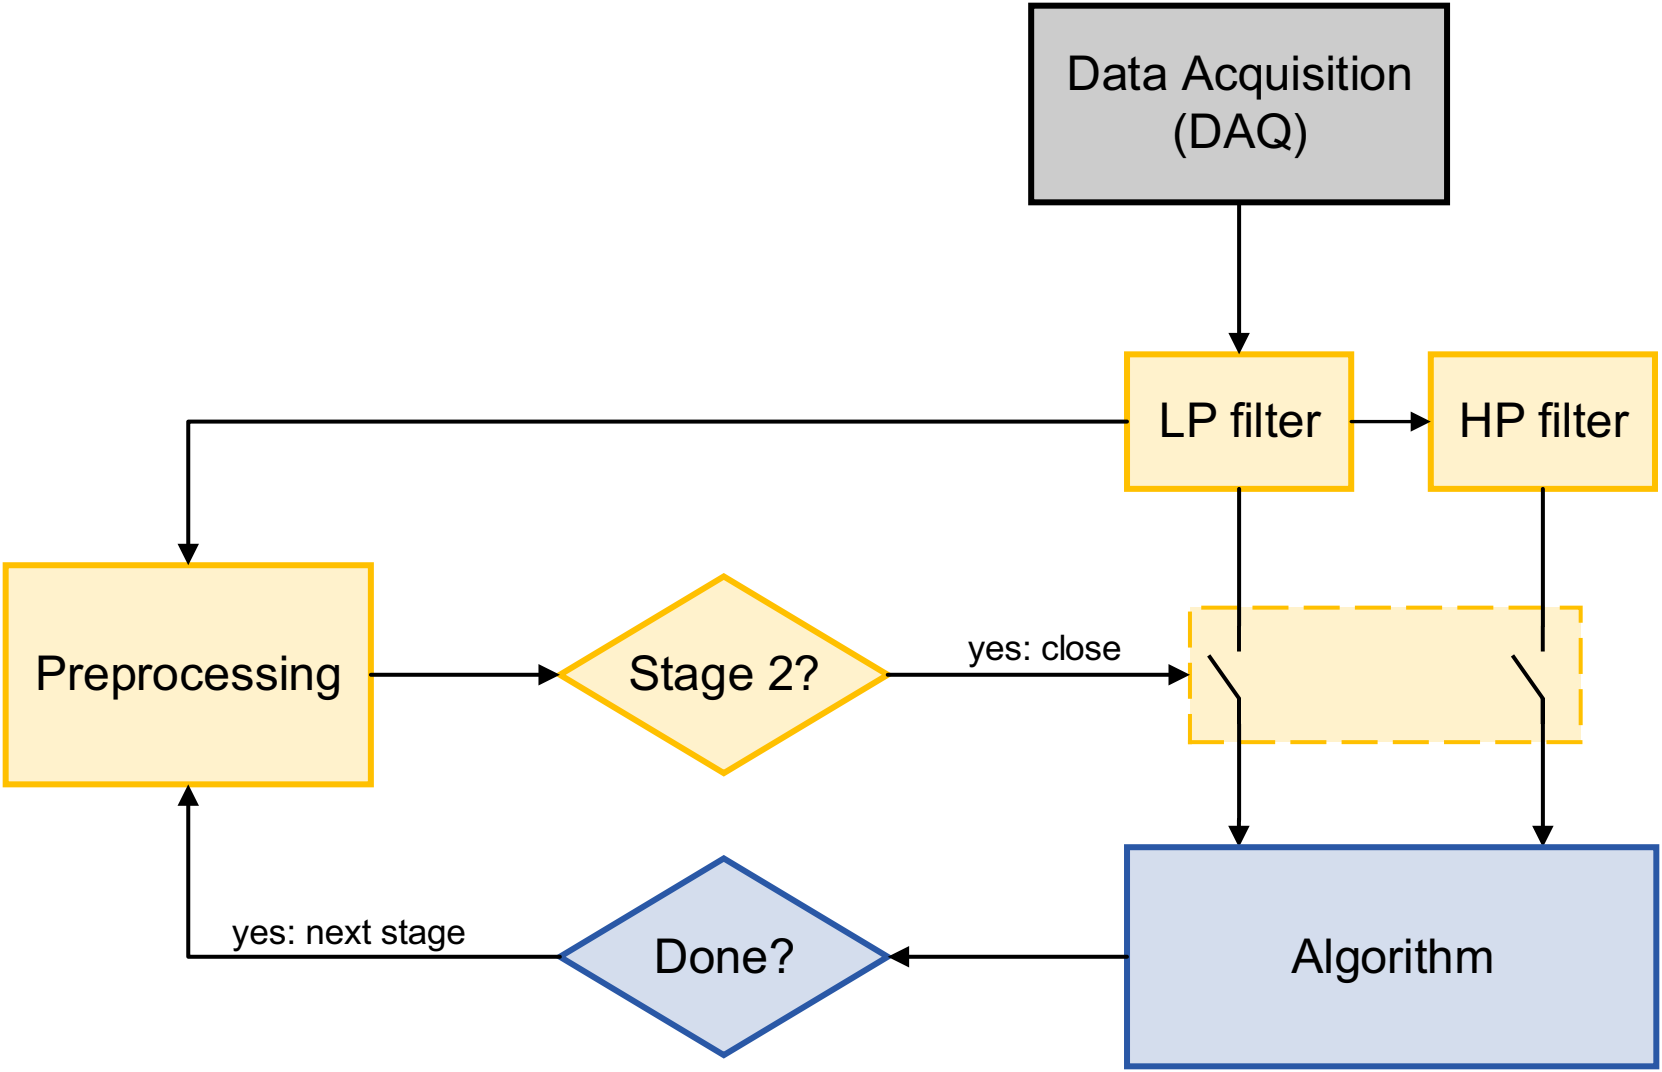 Data Acquisition
(DAQ)
LP filter
HP filter
Preprocessing
Stage 2?
yes: close
yes: next stage
Done?
Algorithm